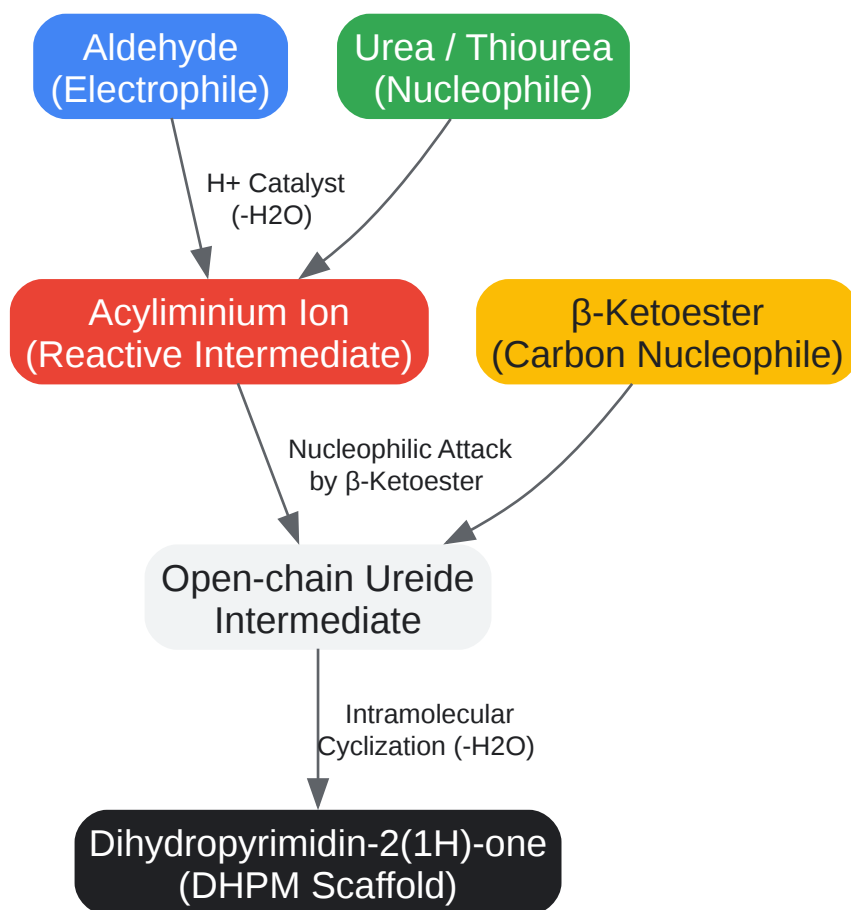 Aldehyde
(Electrophile)
Urea / Thiourea
(Nucleophile)
H+ Catalyst
(-H2O)
Acyliminium Ion
(Reactive Intermediate)
β-Ketoester
(Carbon Nucleophile)
Nucleophilic Attack
by β-Ketoester
Open-chain Ureide
Intermediate
Intramolecular
Cyclization (-H2O)
Dihydropyrimidin-2(1H)-one
(DHPM Scaffold)